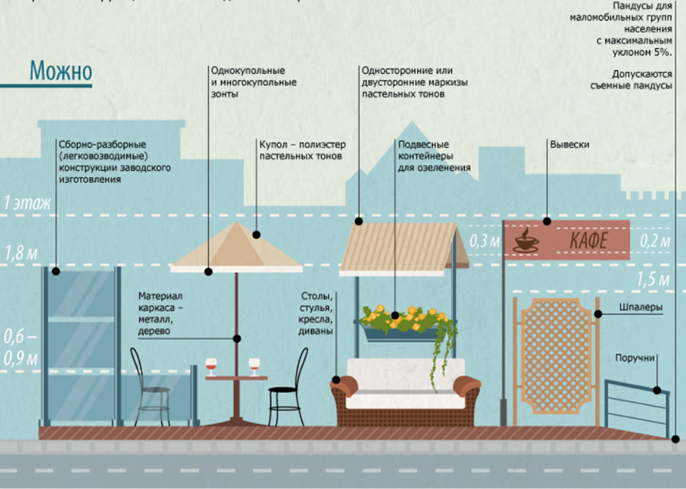 Пандусы для
маломобильных групп
населения
с максимальным
уклоном 5%.
Допускаются
съемные пандусы
Можно
Однокупольные
и многокупольные
зонты
Односторонние или
двусторонние маркизы
пастельных тонов
Сборно-разборные
(легковозводимые)
конструкции заводского
изготовления
Купол – полиэстер
пастельных тонов
Подвесные
контейнеры
для озеленения
Вывески
1 этаж
1,8 м
0,3 м
КАФЕ
0,2 м
1,5 м
Материал
каркаса –
металл,
дерево
Столы,
стулья,
кресла,
диваны
Шпалеры
0,6 –
0,9 м
Поручни